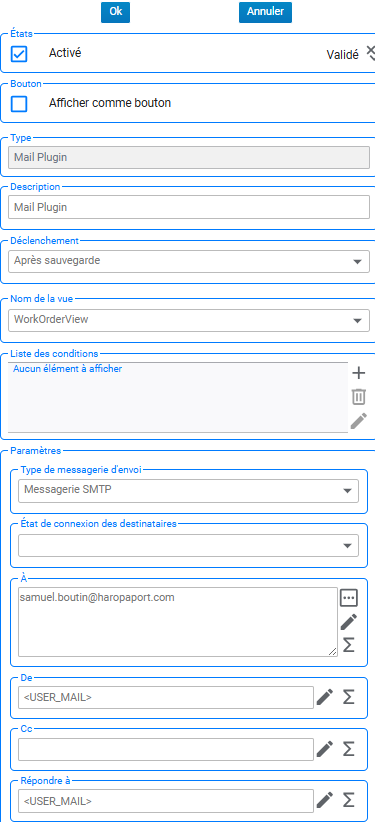 Ok Annuler
États
Activé Validé
Bouton
Afficher comme bouton
Type
Mail Plugin
Description
Mail Plugin
Déclenchement
Après sauvegarde
Nom de la vue
WorkOrderView
Liste des conditions
Aucun élément à afficher
Paramètres
Type de messagerie d'envoi
Messagerie SMTP
État de connexion des destinataires
À
samuel.boutin@haropaport.com
De
<USER_MAIL>
Cc
Répondre à
<USER_MAIL>